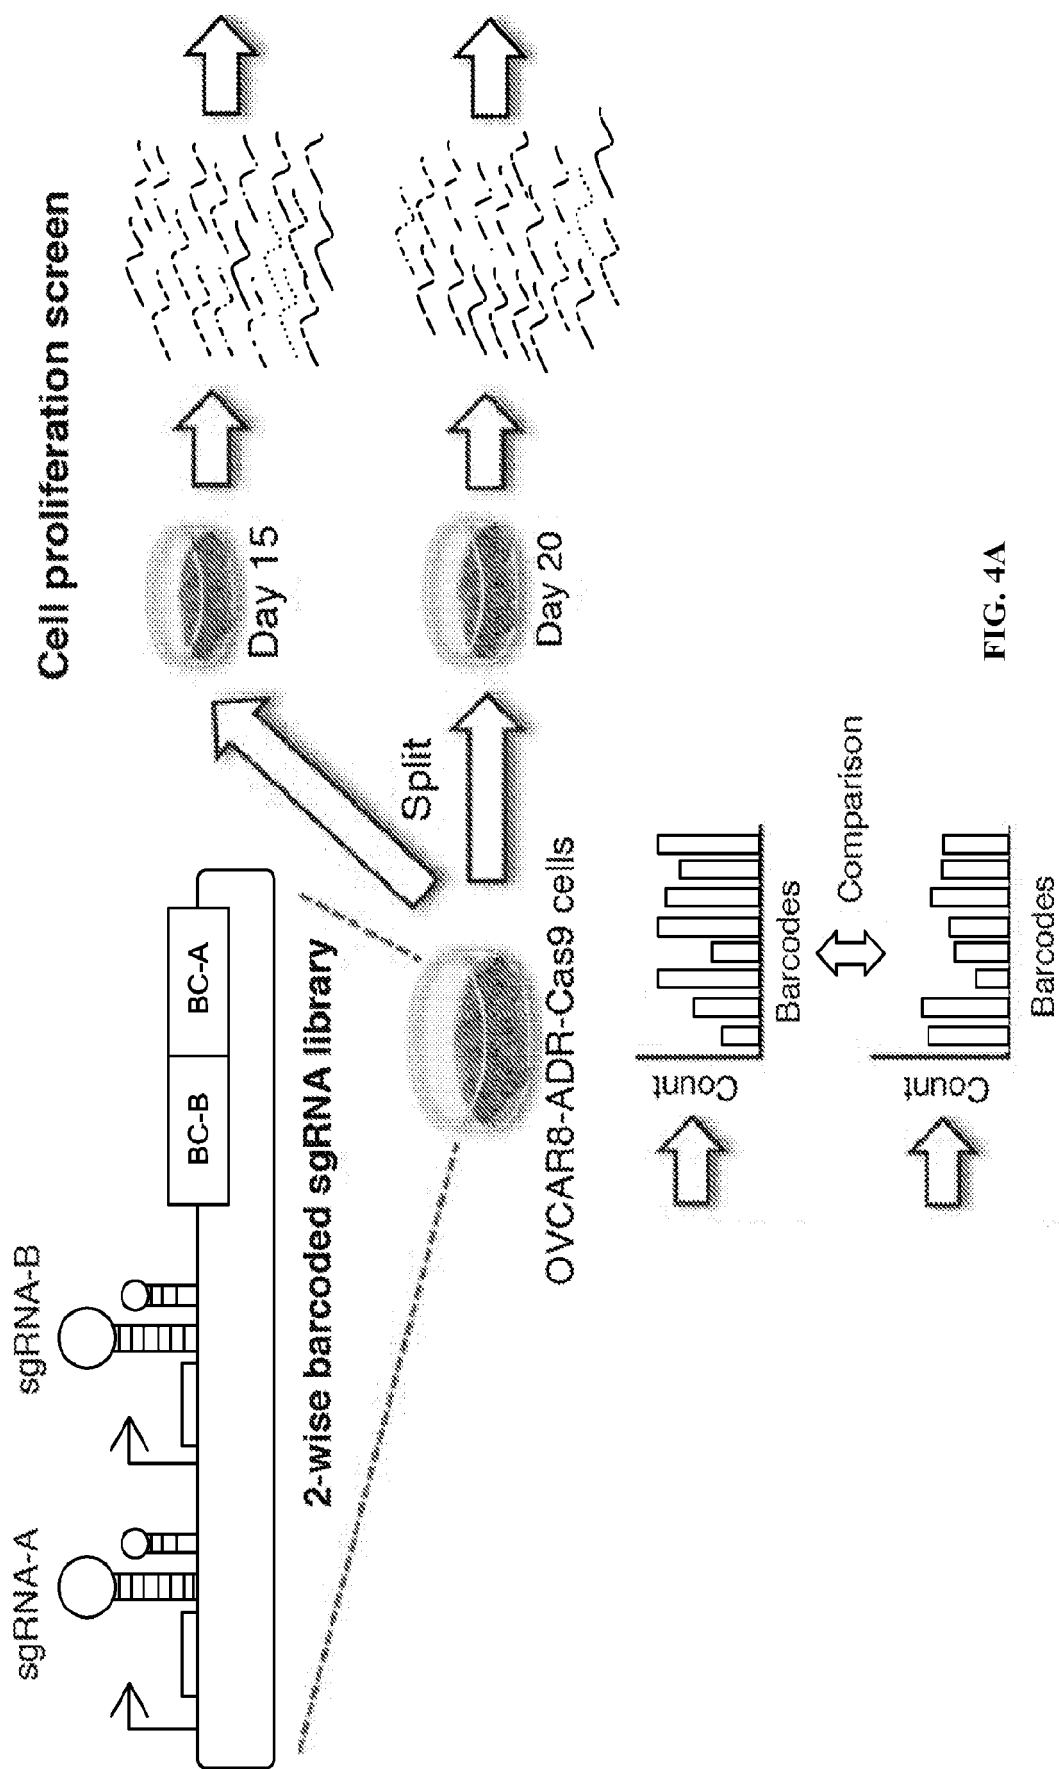 Cell proliferation screen
sgRNA-A
sgRNA-B
BC-B
BC-A
2-wise barcoded sgRNA library
Split
Day 15
Day 20
OVCAR8-ADR-Cas9 cells
Count
Barcodes
Comparison
Count
Barcodes
FIG. 4A